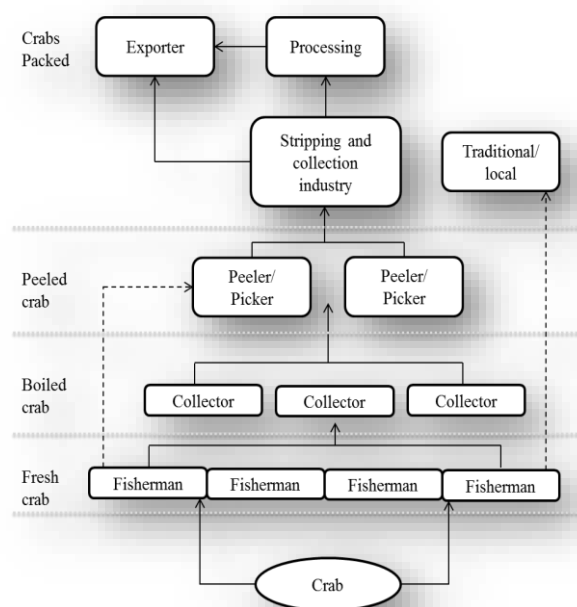 Crabs
Packed
Exporter
Processing
Stripping and
collection
industry
Traditional/
local
Peeled
crab
Peeler/
Picker
Peeler/
Picker
Boiled
crab
Collector
Collector
Collector
Fresh
crab
Fisherman
Fisherman
Fisherman
Fisherman
Crab